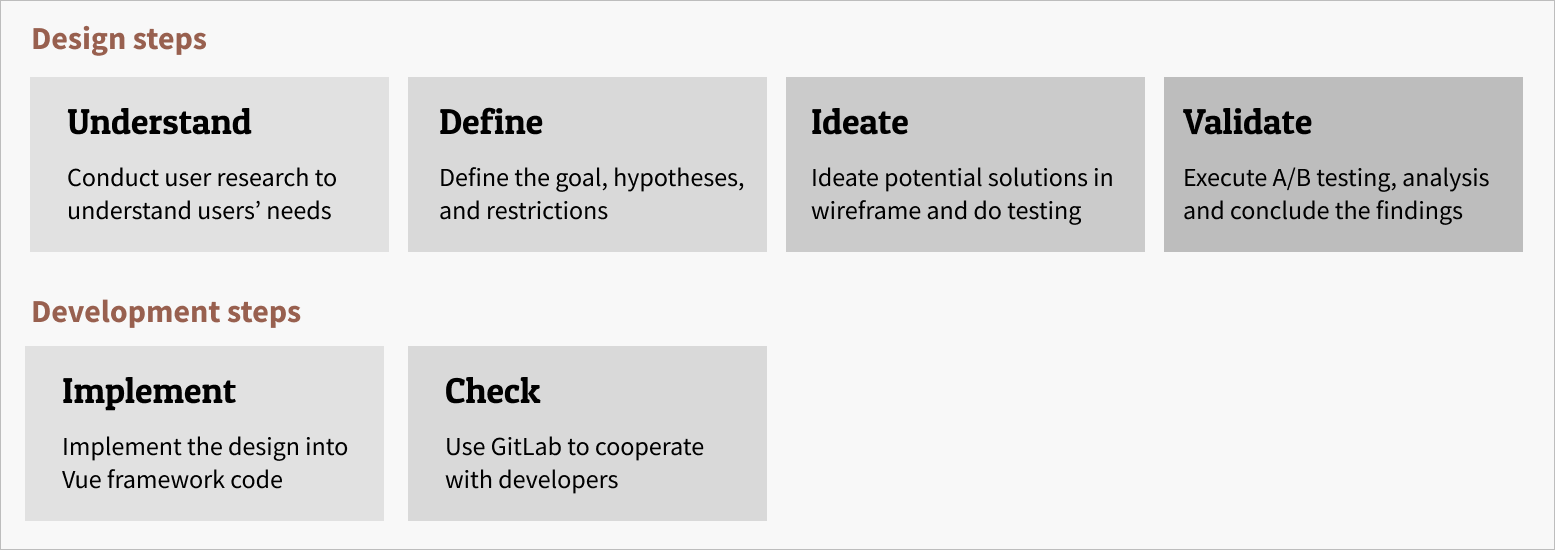 Design steps
Understand
Conduct user research to
understand users’ needs
Define
Define the goal, hypotheses,
and restrictions
Ideate
Ideate potential solutions in
wireframe and do testing
Validate
Execute A/B testing, analysis
and conclude the findings
Development steps
Implement
Implement the design into
Vue framework code
Check
Use GitLab to cooperate
with developers